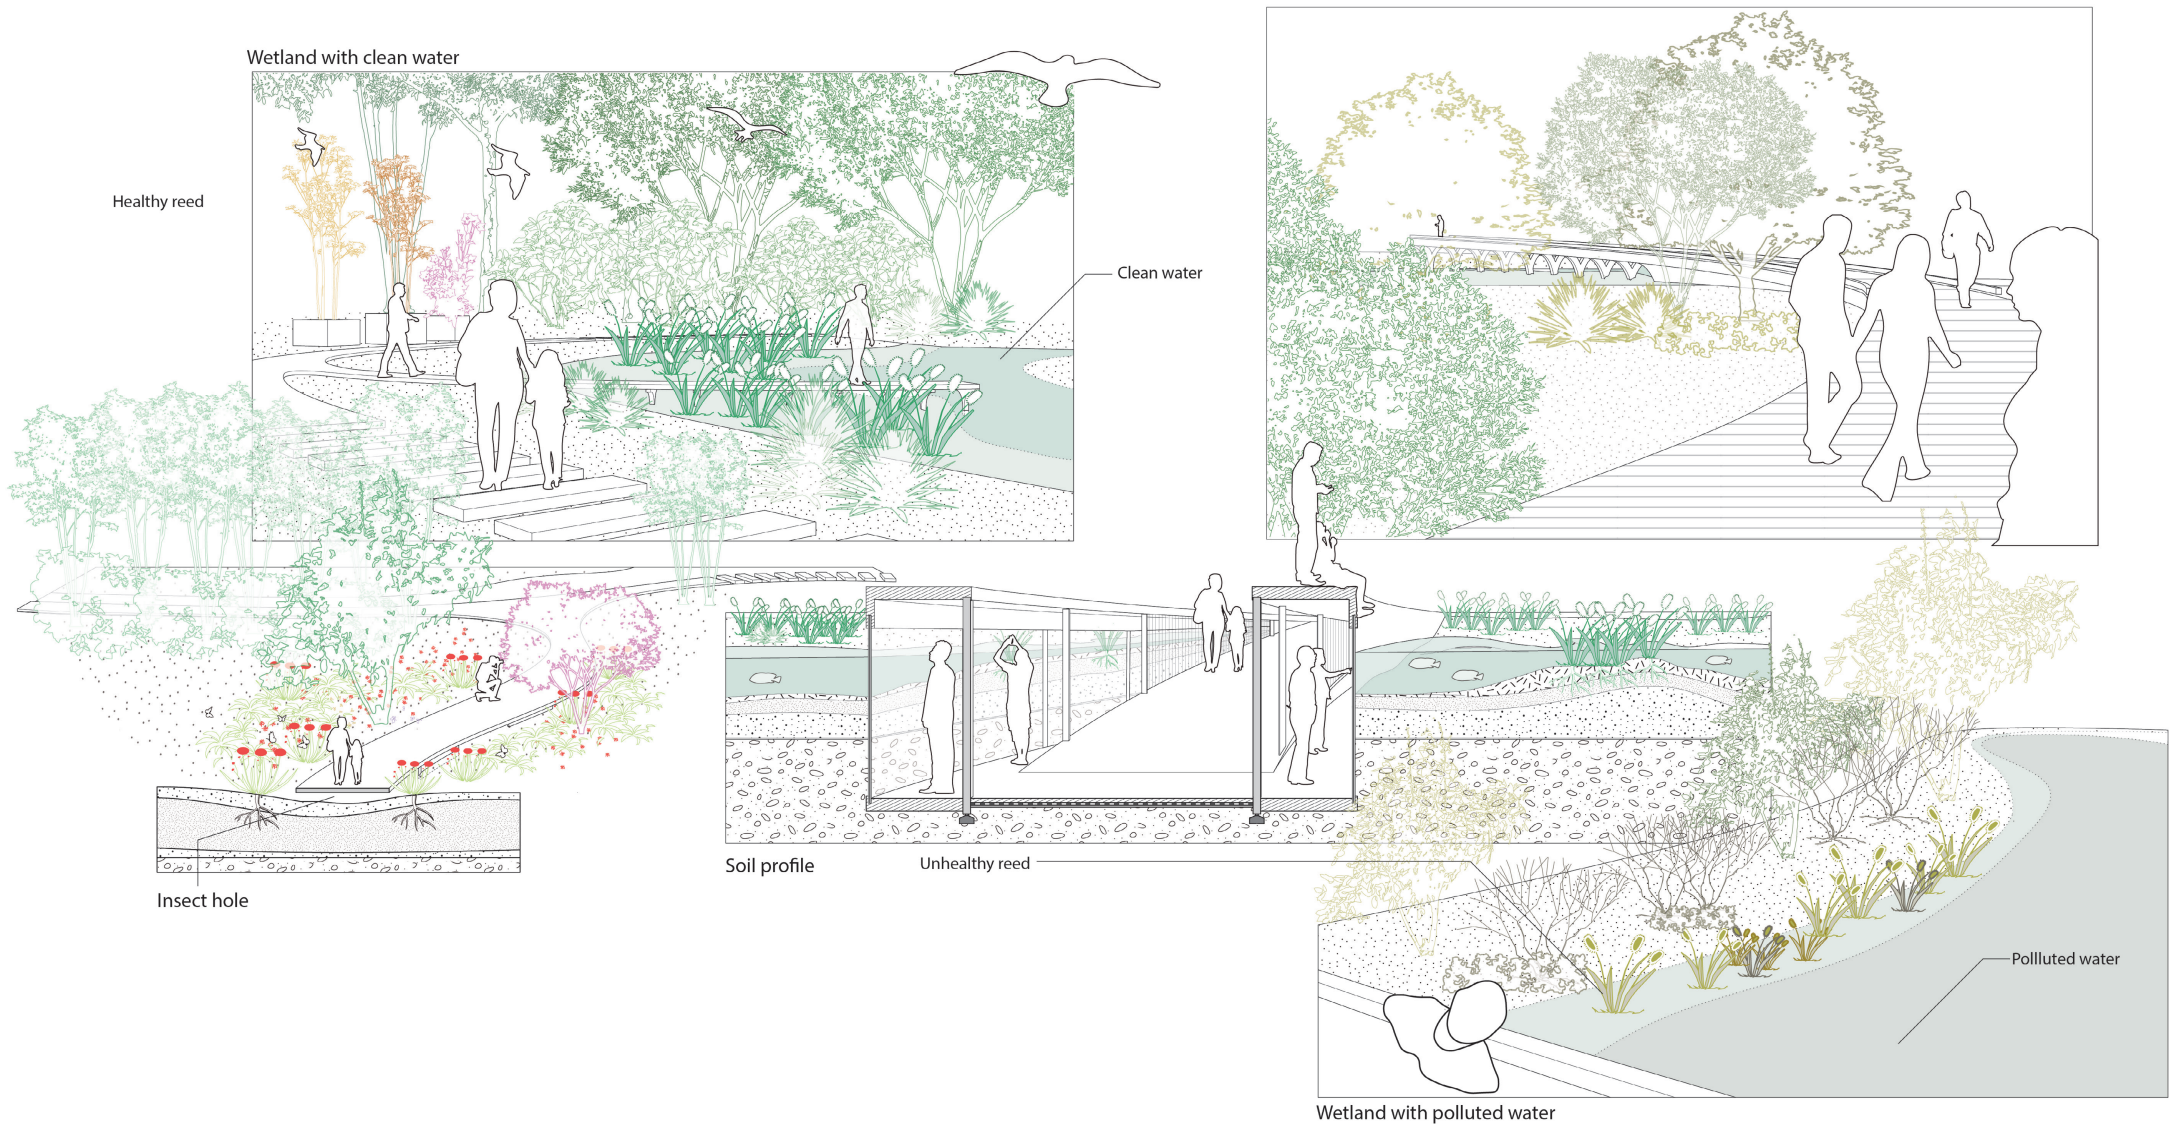 Wetland with clean water
Healthy reed
Clean water
Soil profile
Unhealthy reed
Insect hole
Pollluted water
Wetland with polluted water